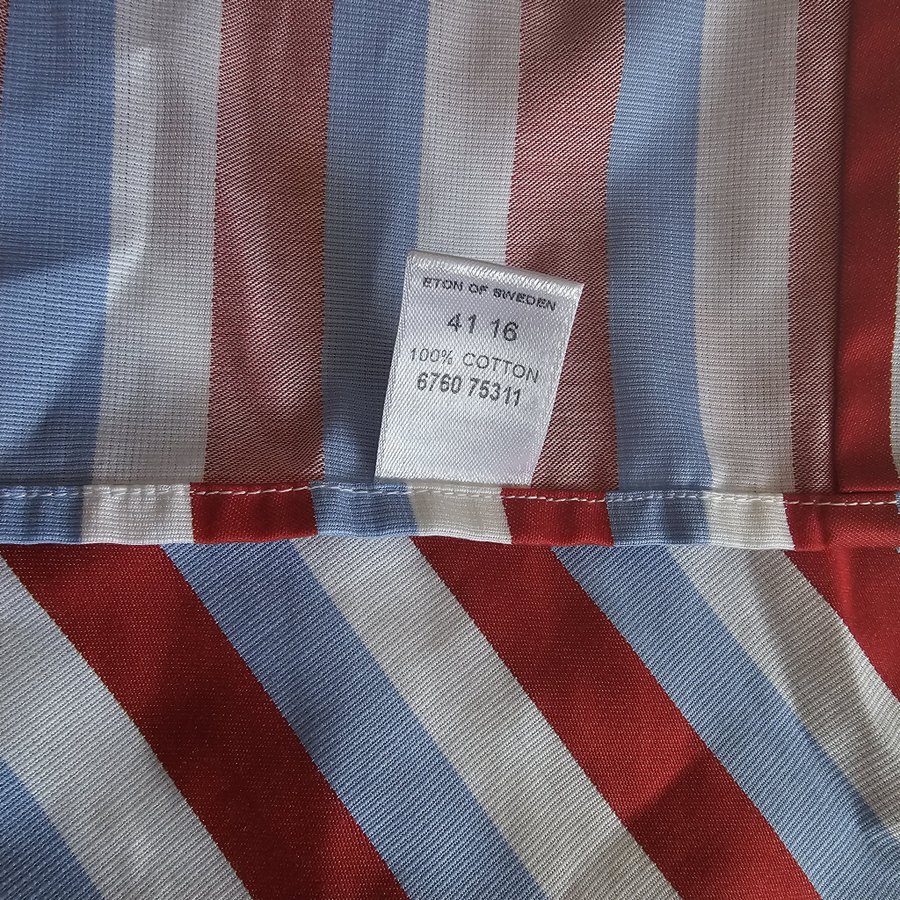 ETON OF SWEDEN
41 16
100% COTTON
6760 75311